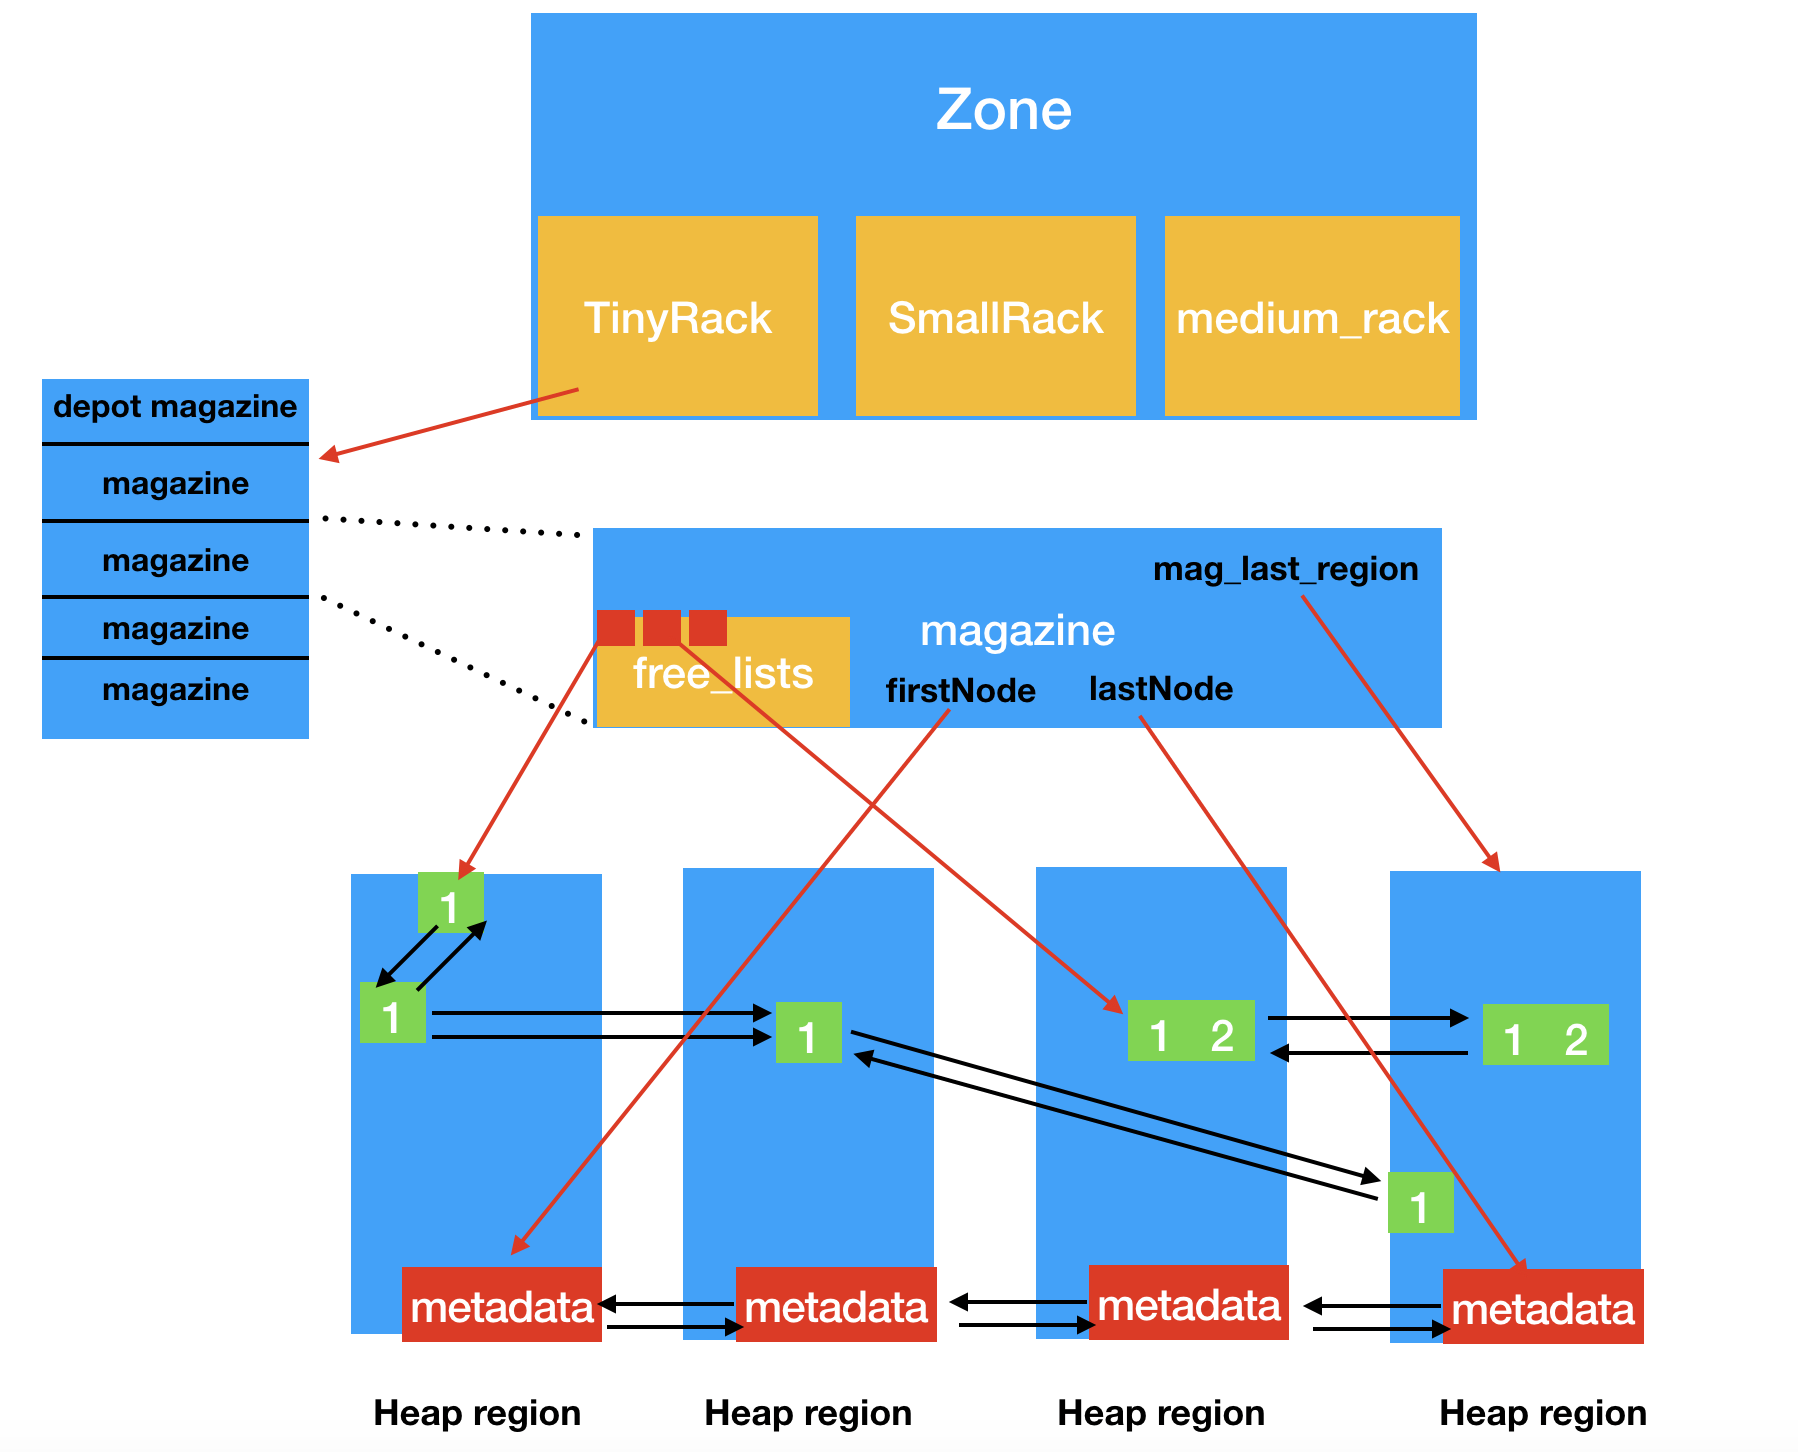 Zone
TinyRack
SmallRack
medium_rack
depot magazine
magazine
magazine
magazine
magazine
mag_last_region
magazine
free_lists
firstNode
lastNode
1
1
1
1 2
1 2
1
metadata
metadata
metadata
metadata
Heap region
Heap region
Heap region
Heap region